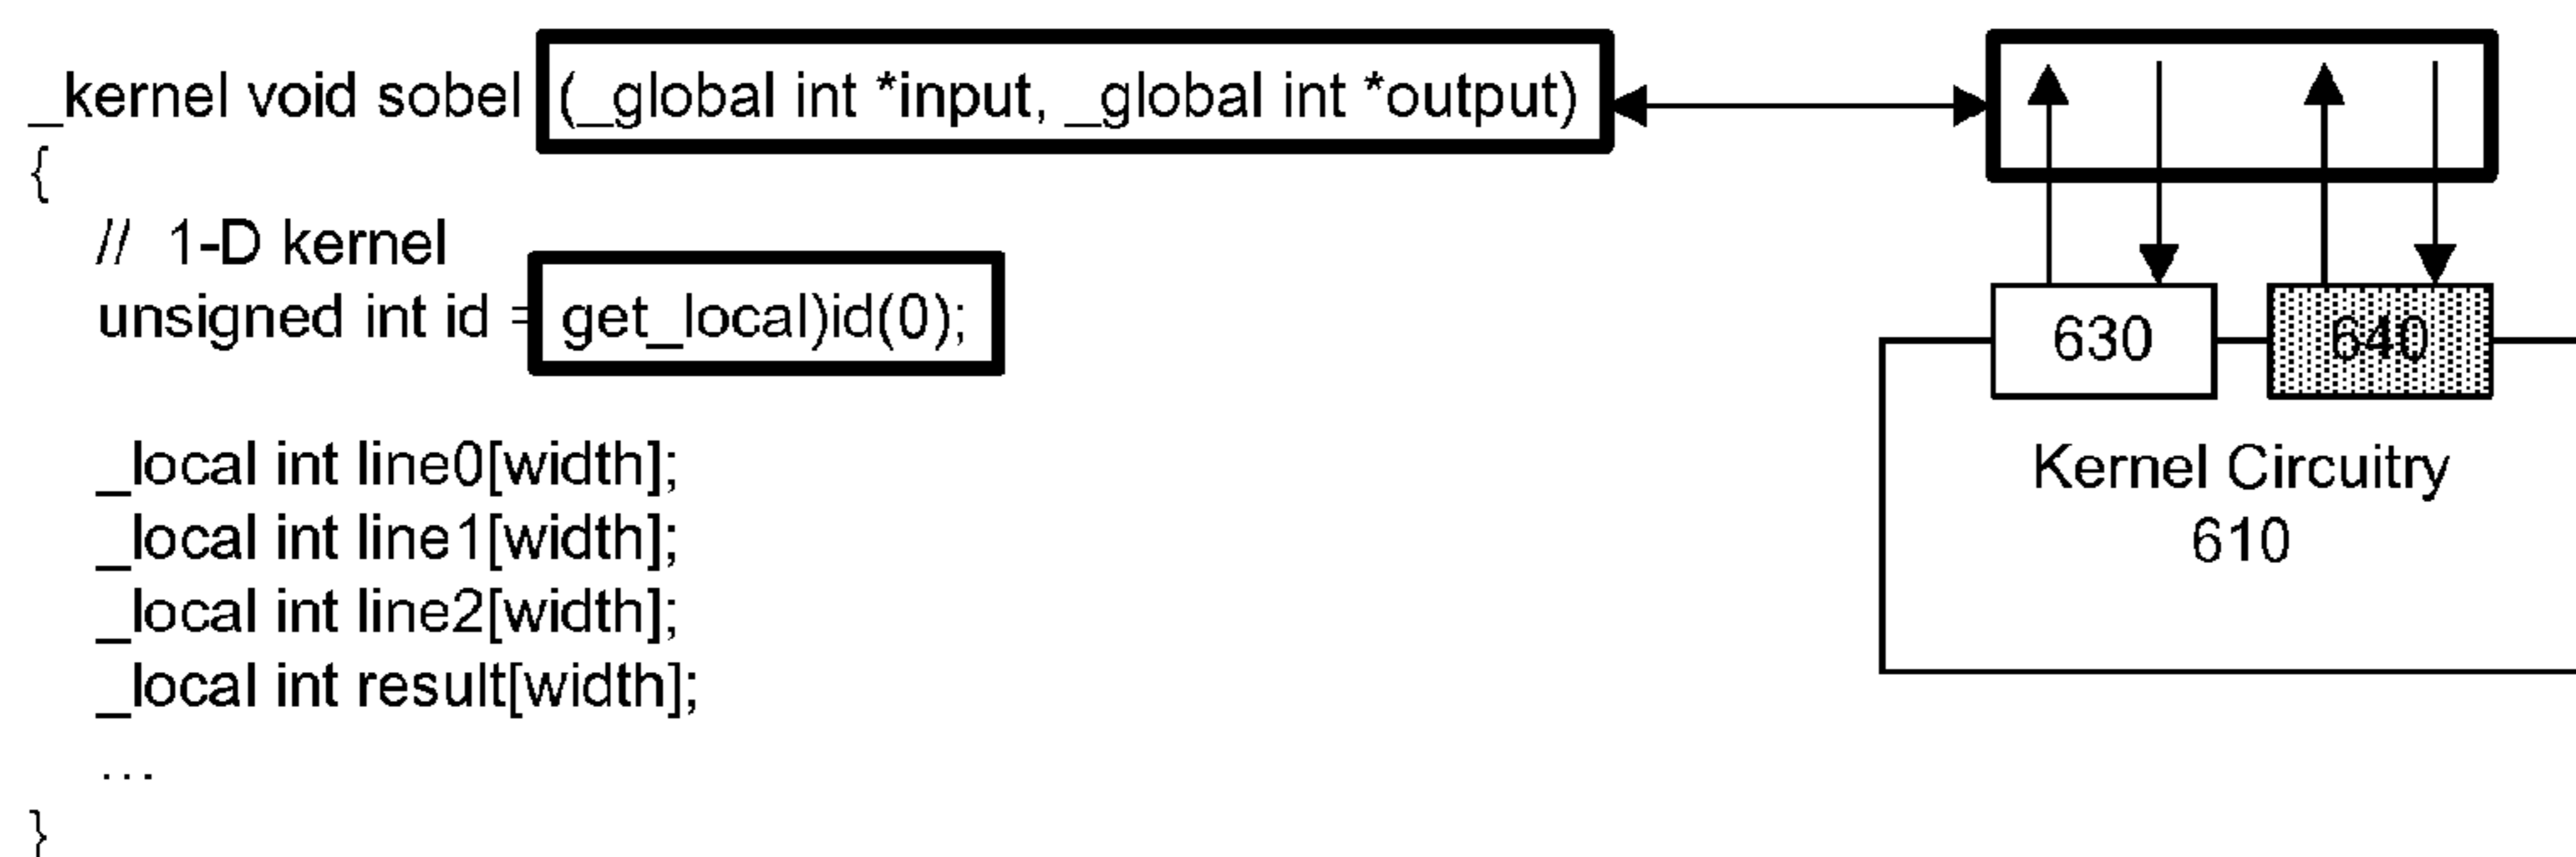 _kernel void sobel (_global int *input, _global int *output)
{
// 1-D kernel
unsigned int id = get_local)id(0);
_local int line0[width];
_local int line1[width];
_local int line2[width];
_local int result[width];
...
}
630 640
Kernel Circuitry
610